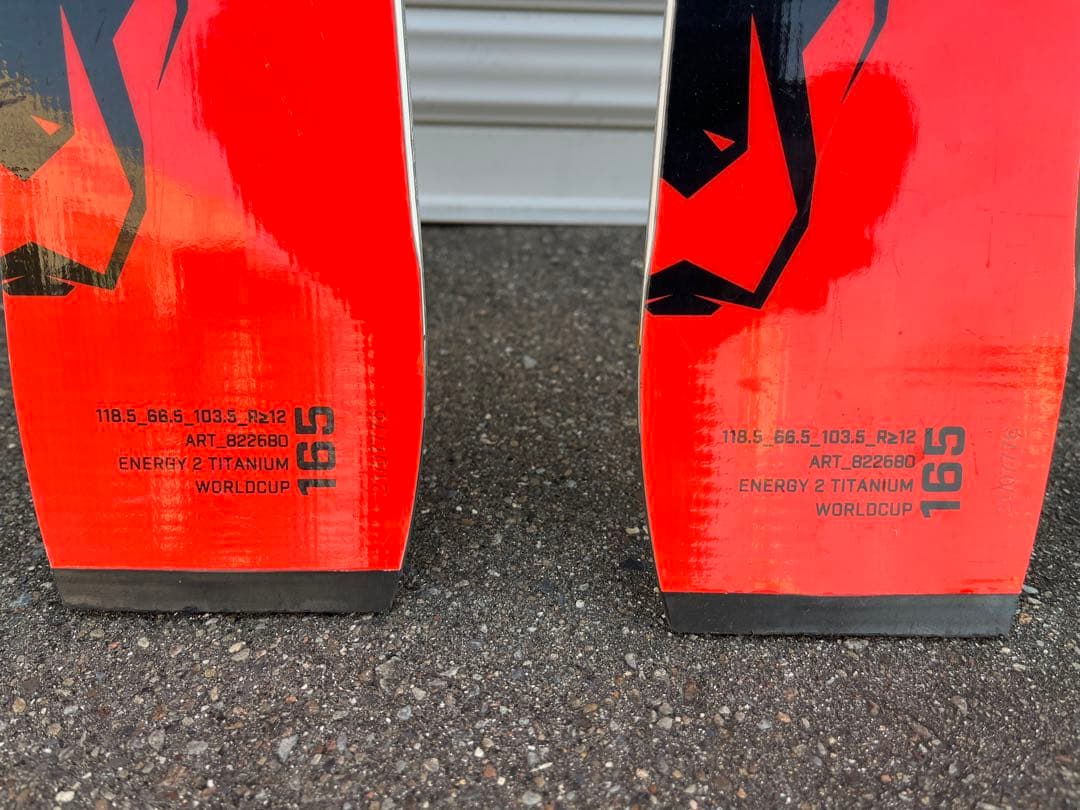 118.5_66.5_103.5_R≥12
ART_822680
ENERGY 2 TITANIUM
WORLDCUP
165
118.5_66.5_103.5_R≥12
ART_822680
ENERGY 2 TITANIUM
WORLDCUP
165